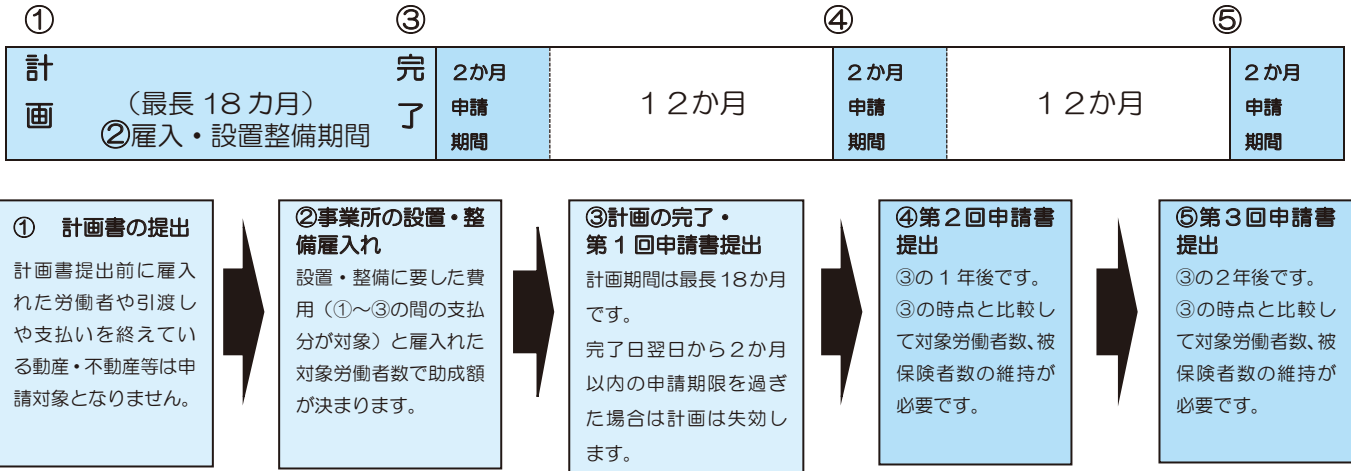 ① ③ ④ ⑤
計画
(最長 18 カ月)
②雇入・設置整備期間
完了
2か月
申請
期間
12か月
2か月
申請
期間
12か月
2か月
申請
期間
① 計画書の提出
計画書提出前に雇入
れた労働者や引渡し
や支払いを終えてい
る動産・不動産等は申
請対象となりません。
②事業所の設置・整
備雇入れ
設置・整備に要した費
用(①~③の間の支払
分が対象)と雇入れた
対象労働者数で助成額
が決まります。
③計画の完了・
第1回申請書提出
計画期間は最長18か月
です。
完了日翌日から2か月
以内の申請期限を過ぎ
た場合は計画は失効し
ます。
④第2回申請書
提出
③の1年後です。
③の時点と比較し
て対象労働者数、被
保険者数の維持が
必要です。
⑤第3回申請書
提出
③の2年後です。
③の時点と比較し
て対象労働者数、被
保険者数の維持が
必要です。